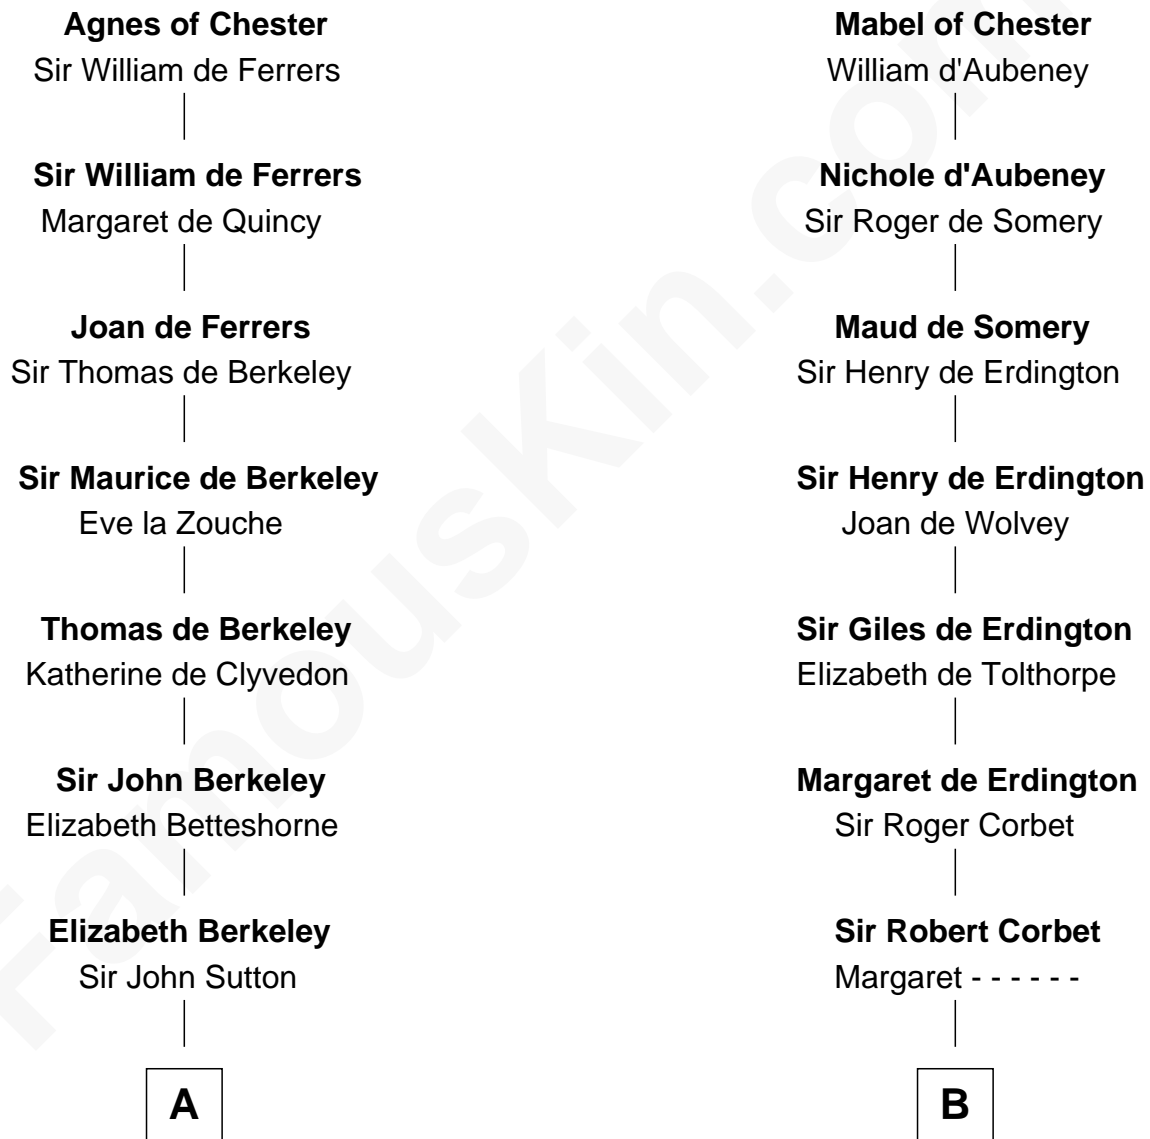 Agnes of Chester
Sir William de Ferrers
Sir William de Ferrers
Margaret de Quincy
Joan de Ferrers
Sir Thomas de Berkeley
Sir Maurice de Berkeley
Eve la Zouche
Thomas de Berkeley
Katherine de Clyvedon
Sir John Berkeley
Elizabeth Betteshorne
Elizabeth Berkeley
Sir John Sutton
A
Mabel of Chester
William d'Aubeney
Nichole d'Aubeney
Sir Roger de Somery
Maud de Somery
Sir Henry de Erdington
Sir Henry de Erdington
Joan de Wolvey
Sir Giles de Erdington
Elizabeth de Tolthorpe
Margaret de Erdington
Sir Roger Corbet
Sir Robert Corbet
Margaret - - - - - -
B
FamousKin.com